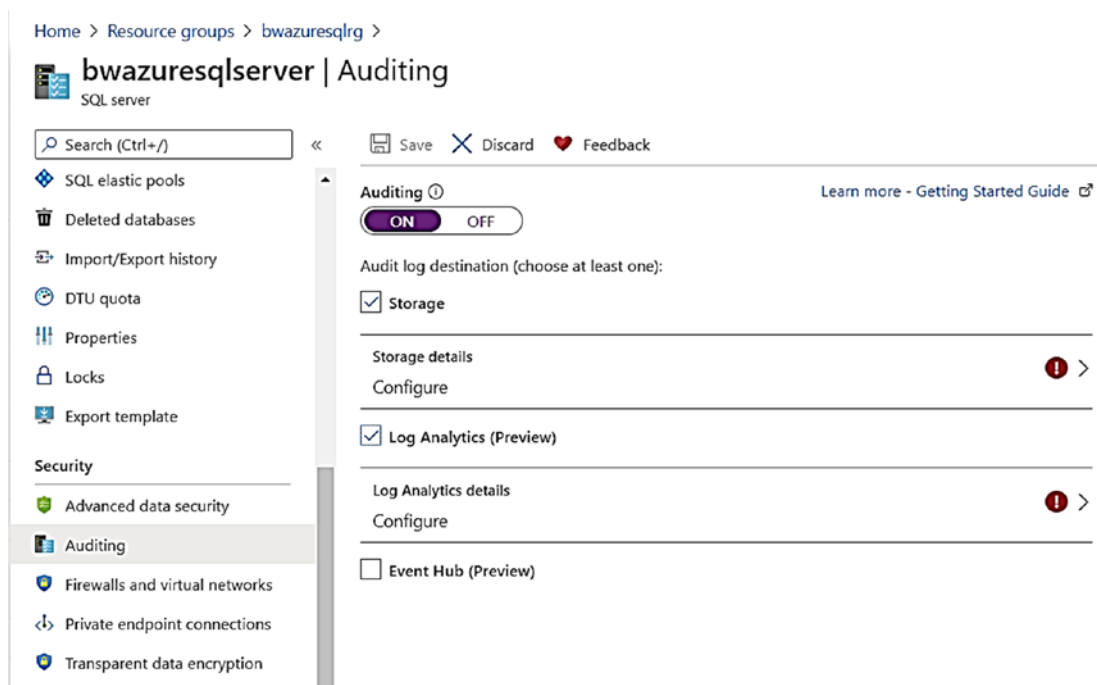 Home > Resource groups > bwazuresqlrg >
bwazuresqlserver | Auditing
SQL server
Search (Ctrl+/)
«
Save
Discard
Feedback
SQL elastic pools
Deleted databases
Import/Export history
DTU quota
Properties
Locks
Export template
Security
Advanced data security
Auditing
Firewalls and virtual networks
Private endpoint connections
Transparent data encryption
Auditing
Learn more - Getting Started Guide
ON OFF
Audit log destination (choose at least one):
Storage
Storage details
Configure
Log Analytics (Preview)
Log Analytics details
Configure
Event Hub (Preview)